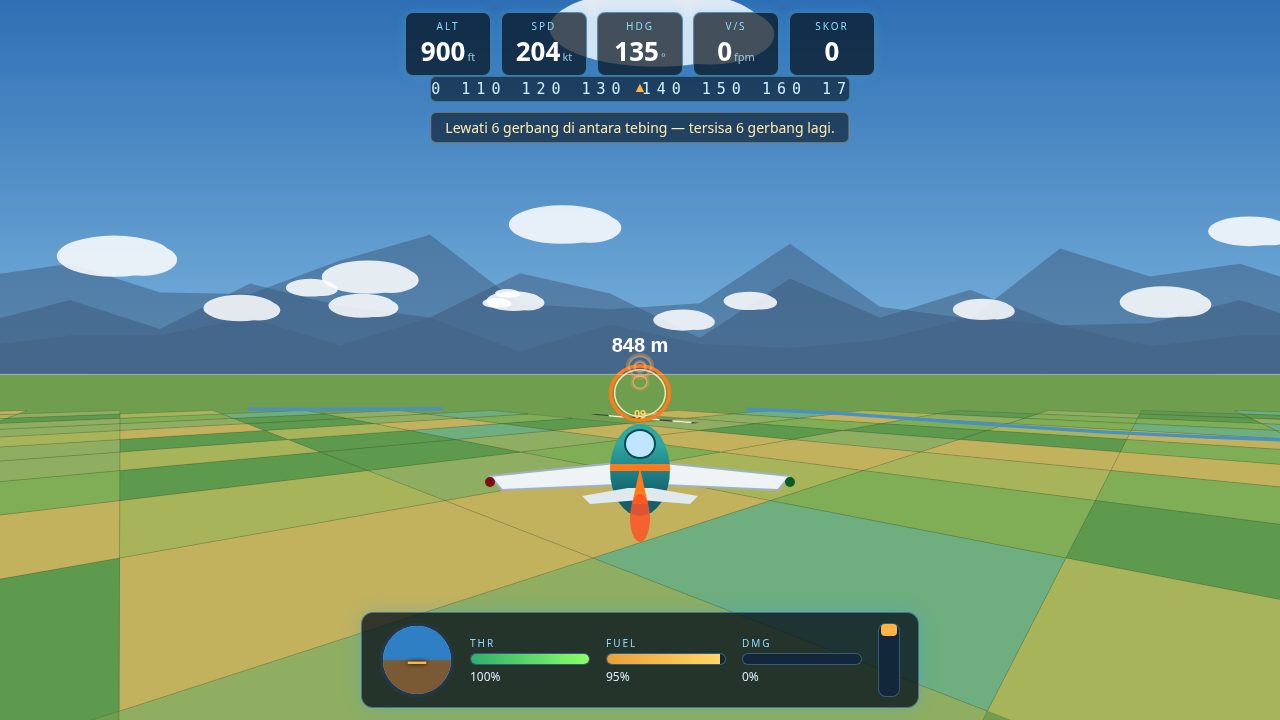 ALT SPD HDG V/S SKOR
900 ft 204 kt 135 ° 0 fpm 0
0 110 120 130 140 150 160 17
Lewati 6 gerbang di antara tebing — tersisa 6 gerbang lagi.
848 m
09
THR FUEL DMG
100% 95% 0%